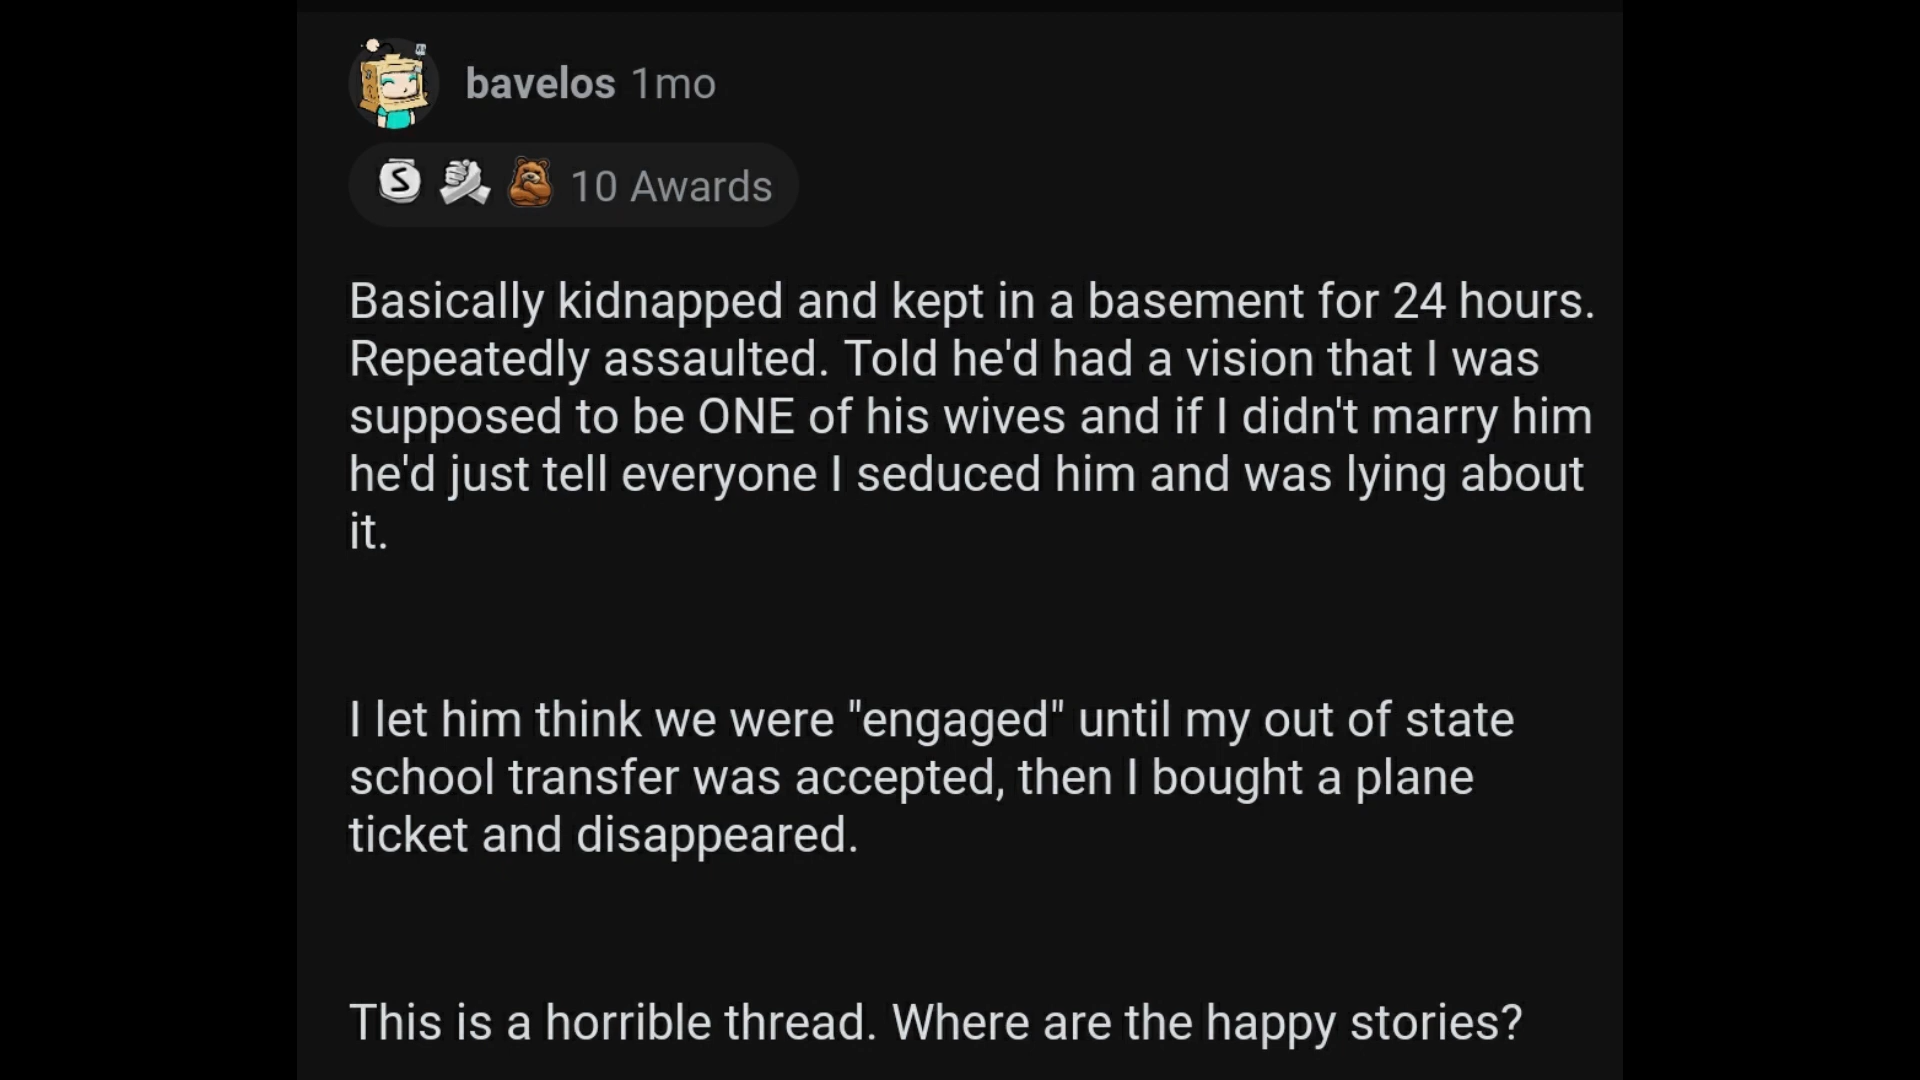 bavelos 1mo
10 Awards
Basically kidnapped and kept in a basement for 24 hours.
Repeatedly assaulted. Told he'd had a vision that I was
supposed to be ONE of his wives and if I didn't marry him
he'd just tell everyone I seduced him and was lying about
it.
I let him think we were "engaged" until my out of state
school transfer was accepted, then I bought a plane
ticket and disappeared.
This is a horrible thread. Where are the happy stories?